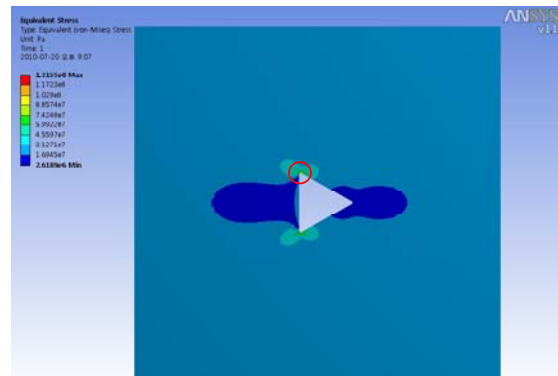 Equivalent Stress
Type: Equivalent (von-Mises) Stress
Unit: Pa
Time: 1
2010-07-20 오후 9:07
ANSYS
v11
1.3155e8 Max
1.1723e8
1.029e8
8.8574e7
7.4248e7
5.9922e7
4.5597e7
3.1271e7
1.6945e7
2.6189e6 Min